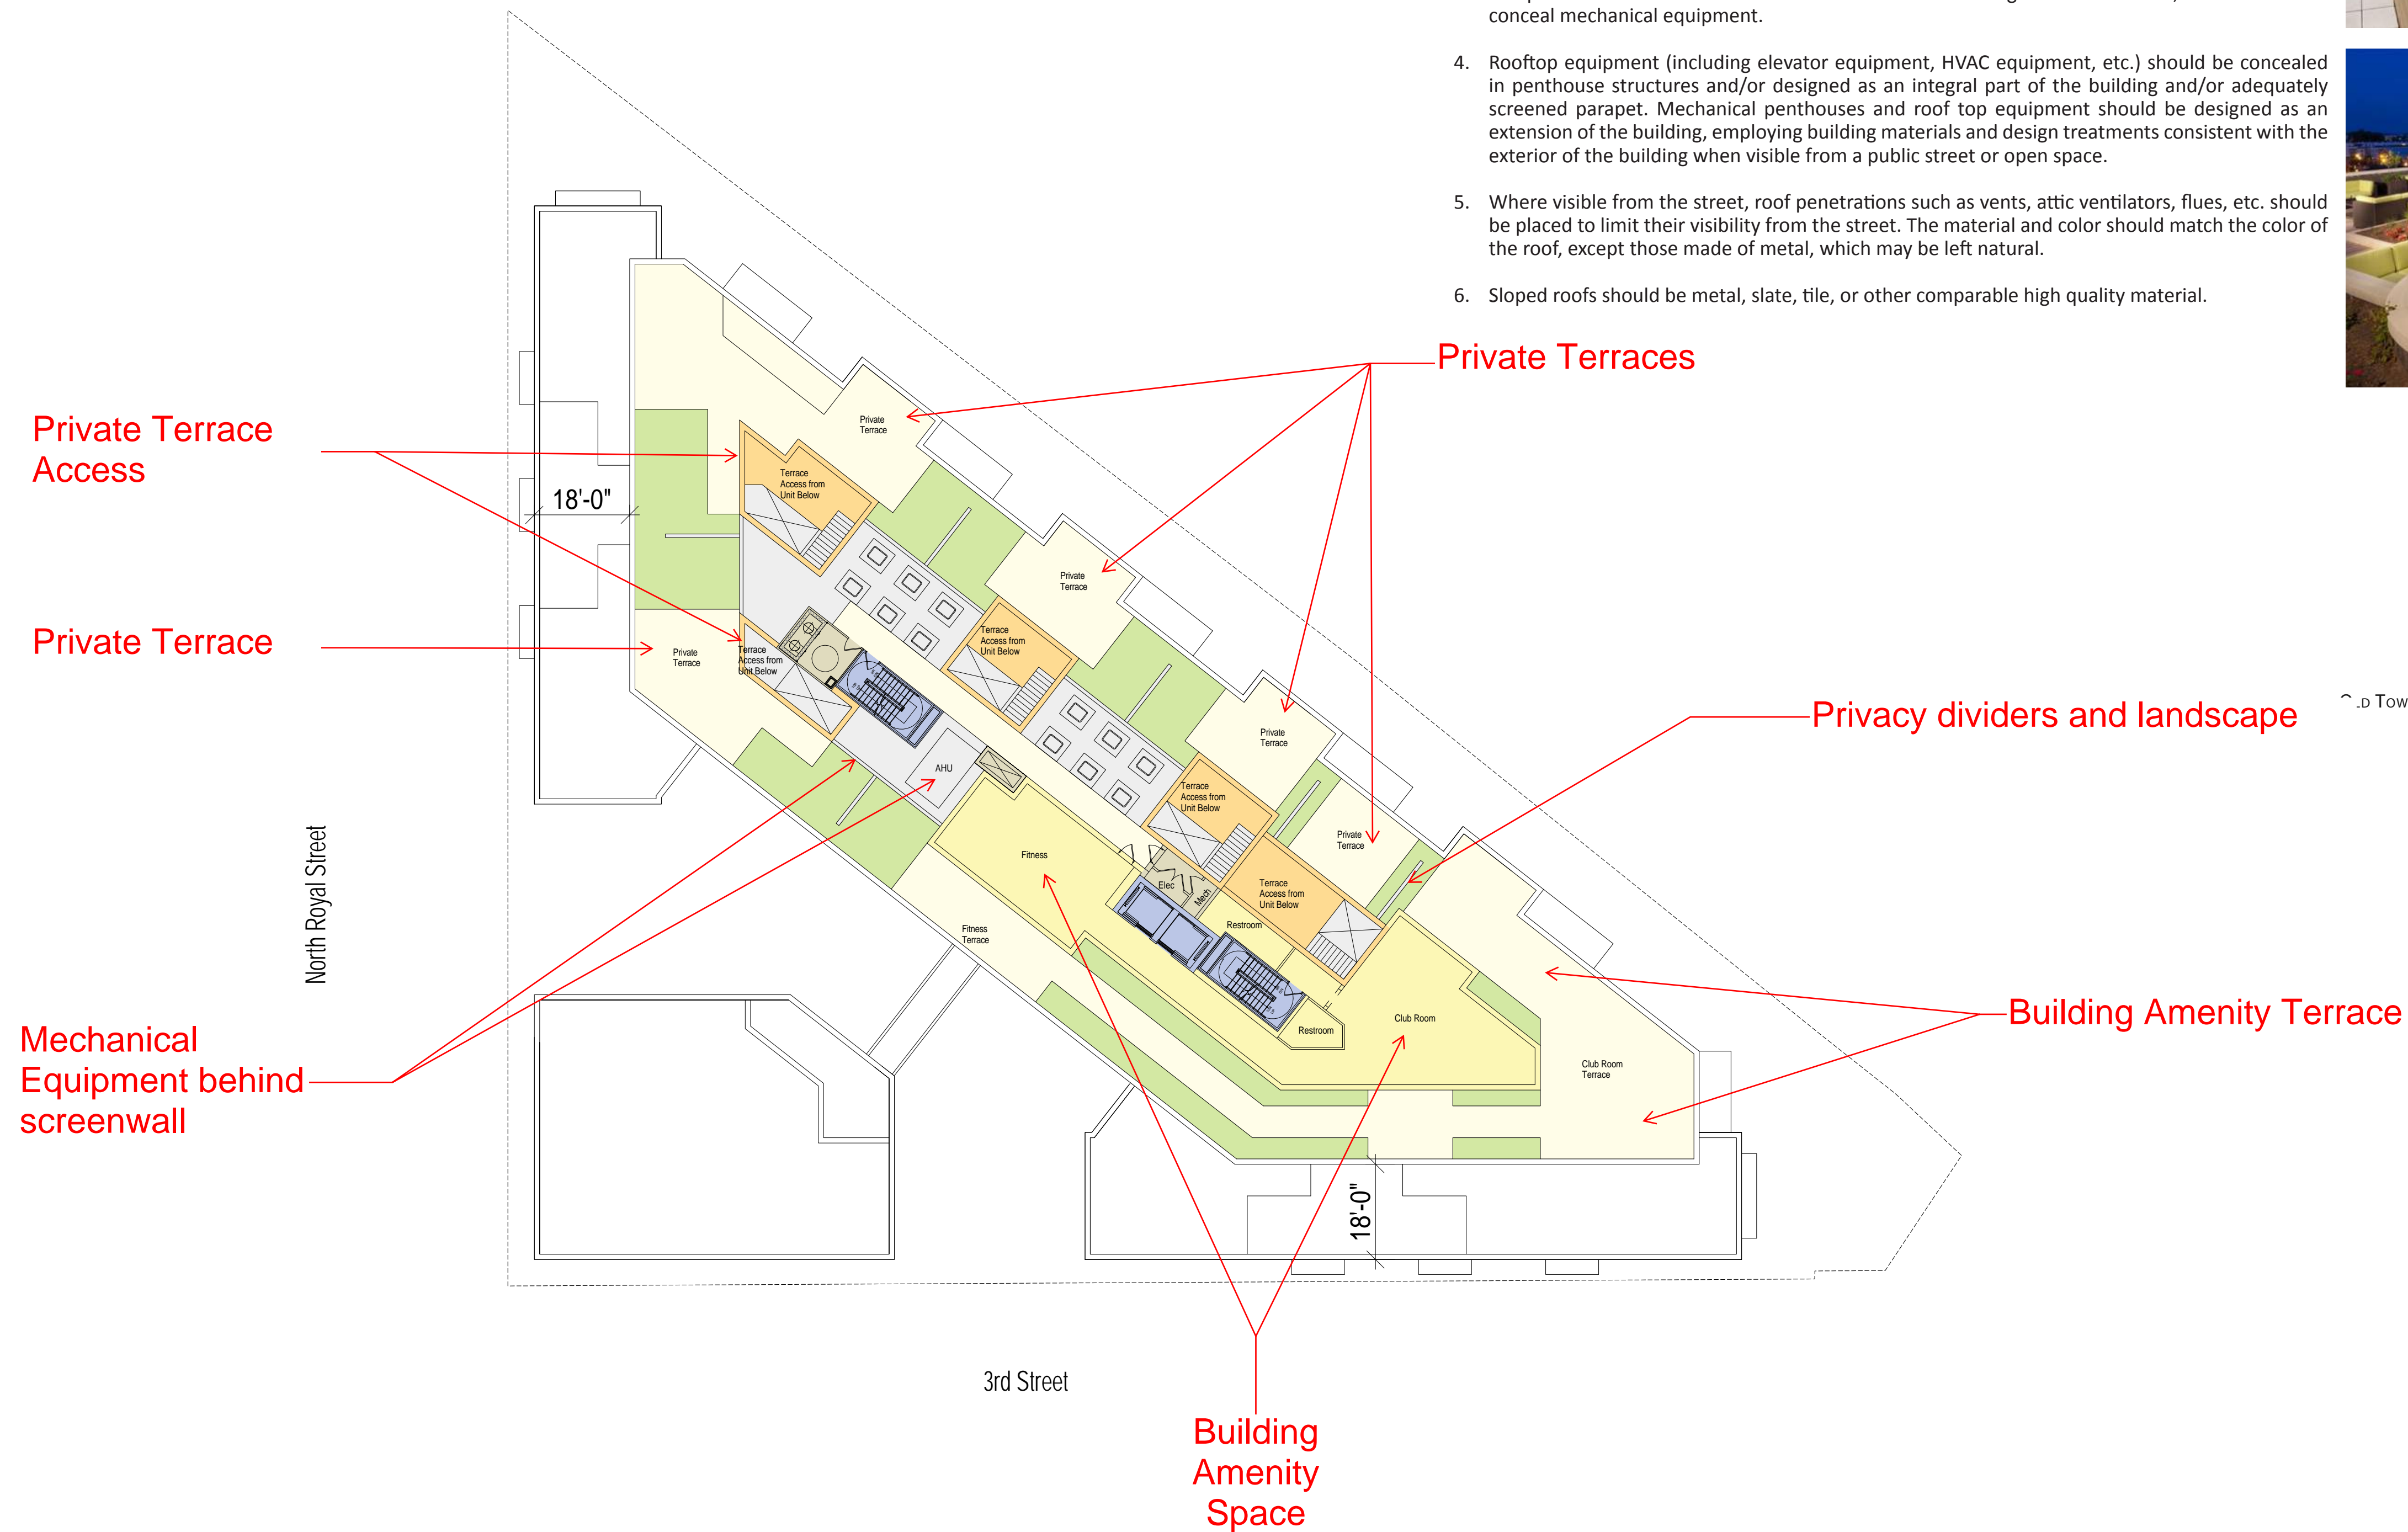 conceal mechanical equipment.
4. Rooftop equipment (including elevator equipment, HVAC equipment, etc.) should be concealed
in penthouse structures and/or designed as an integral part of the building and/or adequately
screened parapet. Mechanical penthouses and roof top equipment should be designed as an
extension of the building, employing building materials and design treatments consistent with the
exterior of the building when visible from a public street or open space.
5. Where visible from the street, roof penetrations such as vents, attic ventilators, flues, etc. should
be placed to limit their visibility from the street. The material and color should match the color of
the roof, except those made of metal, which may be left natural.
6. Sloped roofs should be metal, slate, tile, or other comparable high quality material.
Private Terraces
Private Terrace
Access
Private
Terrace
Terrace
Access from
Unit Below
18'-0"
Private
Terrace
Private Terrace
Private
Terrace
Terrace
Access from
Unit Below
Terrace
Access from
Unit Below
Privacy dividers and landscape
Private
Terrace
AHU
Terrace
Access from
Unit Below
Private
Terrace
North Royal Street
Fitness
Elec
Mech
Terrace
Access from
Unit Below
Restroom
Fitness
Terrace
Club Room
Restroom
Building Amenity Terrace
Mechanical
Equipment behind
screenwall
Club Room
Terrace
18'-0"
3rd Street
Building
Amenity
Space